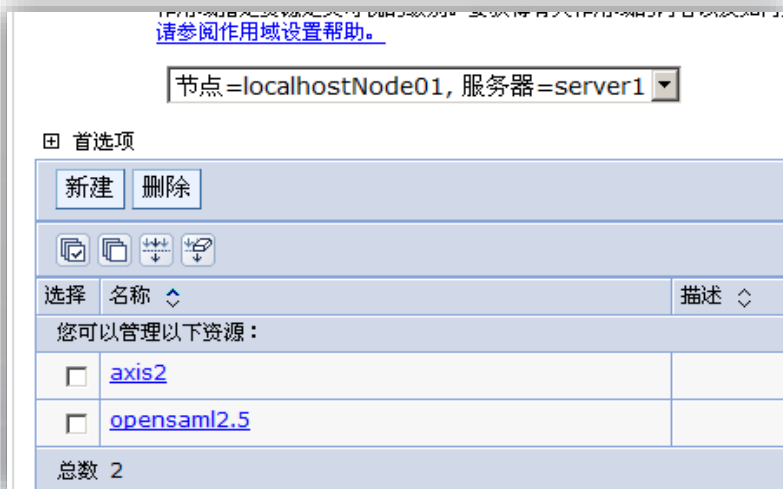 请参阅作用域设置帮助。
节点=localhostNode01, 服务器=server1
首选项
新建 删除
选择 名称 描述
您可以管理以下资源：
axis2
opensaml2.5
总数 2